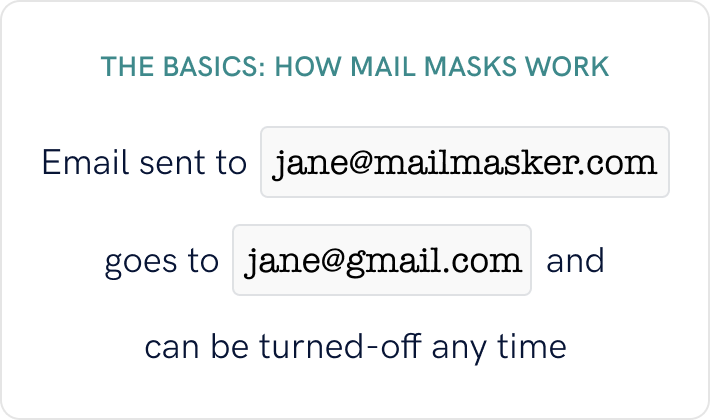 THE BASICS: HOW MAIL MASKS WORK
Email sent to jane@mailmasker.com
goes to jane@gmail.com and
can be turned-off any time